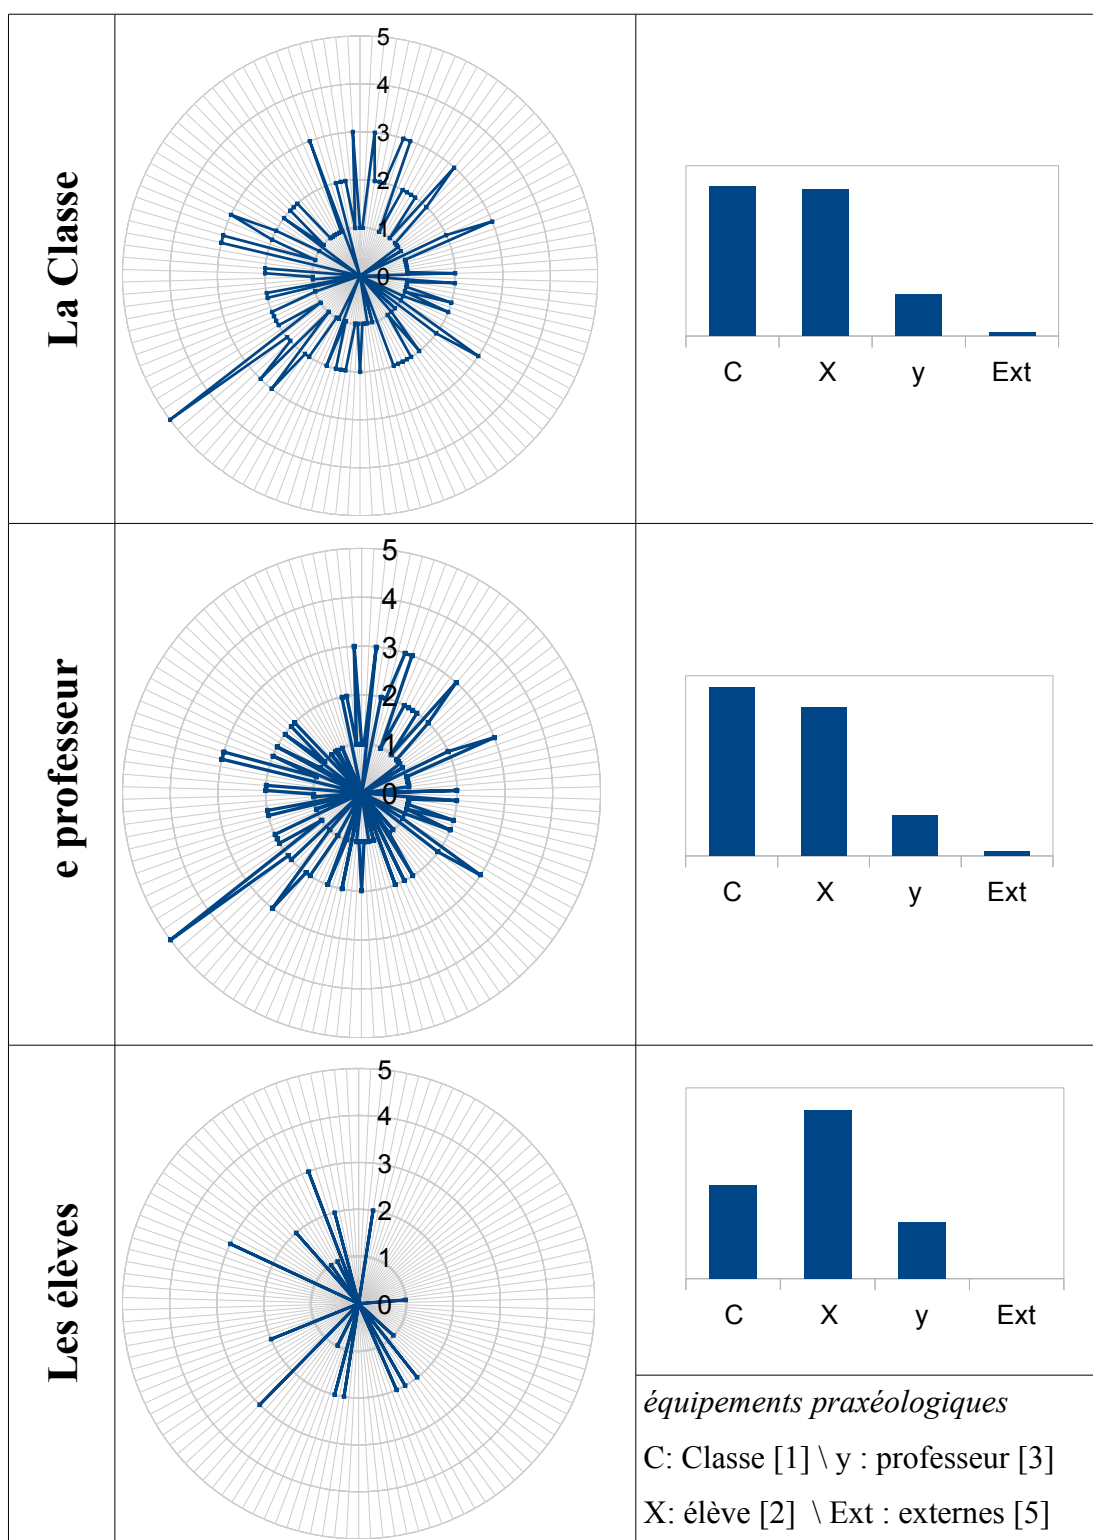 La Classe
5
4
3
2
1
0
C X y Ext
e professeur
5
4
3
2
1
0
C X y Ext
Les élèves
5
4
3
2
1
0
C X y Ext
équipements praxéologiques
C: Classe [1] \ y : professeur [3]
X: élève [2] \ Ext : externes [5]